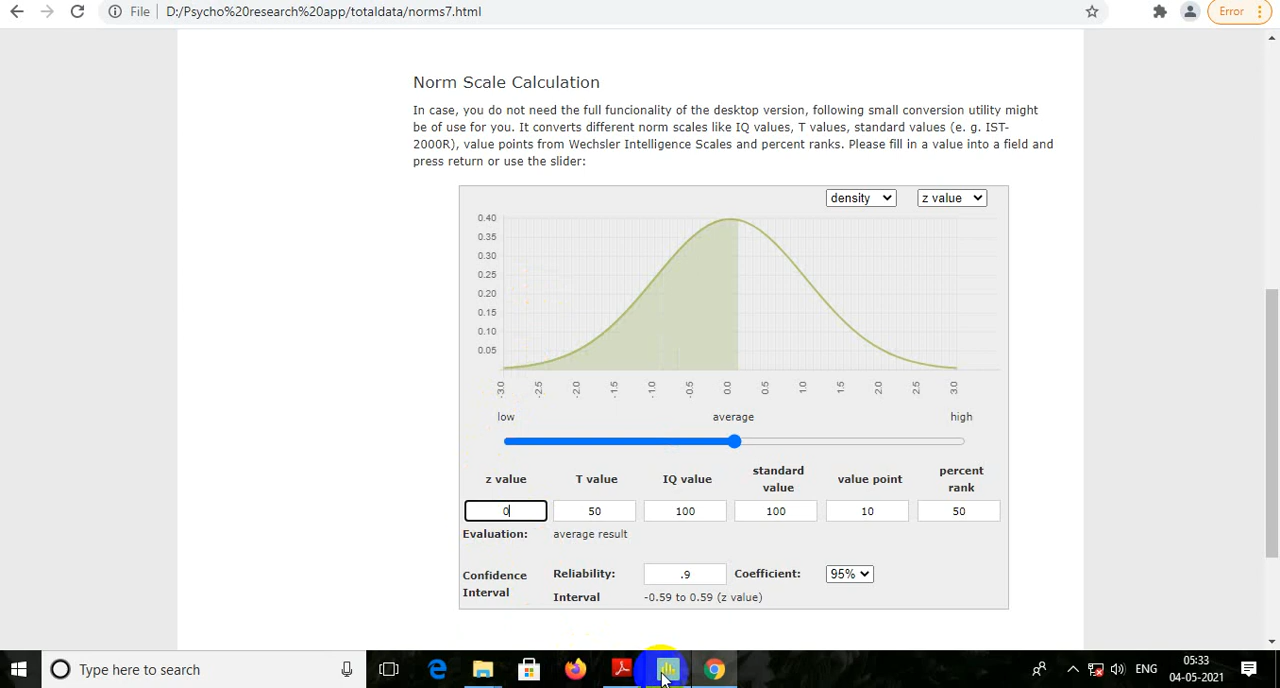 File
D:/Psycho%20research%20app/totaldata/norms7.html
Error
Norm Scale Calculation
In case, you do not need the full funcionality of the desktop version, following small conversion utility might
be of use for you. It converts different norm scales like IQ values, T values, standard values (e. g. IST-
2000R), value points from Wechsler Intelligence Scales and percent ranks. Please fill in a value into a field and
press return or use the slider:
density z value
0.40
0.35
0.30
0.25
0.20
0.15
0.10
0.05
-3.0 -2.5 -2.0 -1.5 -1.0 -0.5 0.0 0.5 1.0 1.5 2.0 2.5 3.0
low average high
z value T value IQ value standard value value point percent rank
0 50 100 100 10 50
Evaluation: average result
Confidence Interval
Reliability: .9 Coefficient: 95%
Interval -0.59 to 0.59 (z value)
Type here to search
ENG
05:33
04-05-2021